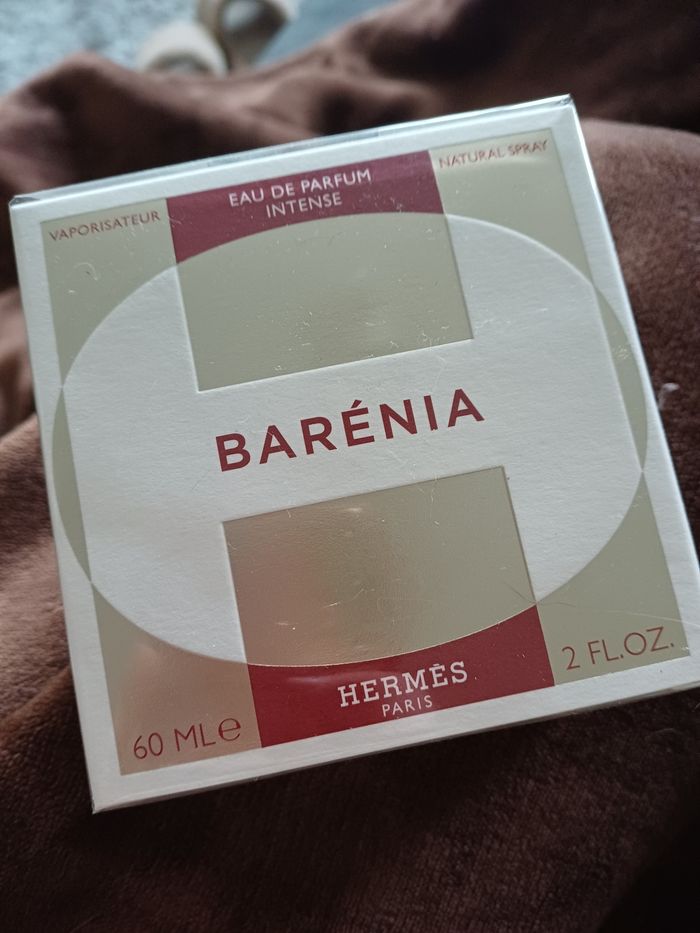 VAPORISATEUR
EAU DE PARFUM
INTENSE
NATURAL SPRAY
BARÉNIA
HERMÈS
PARIS
60 ML℮
2 FL.OZ.